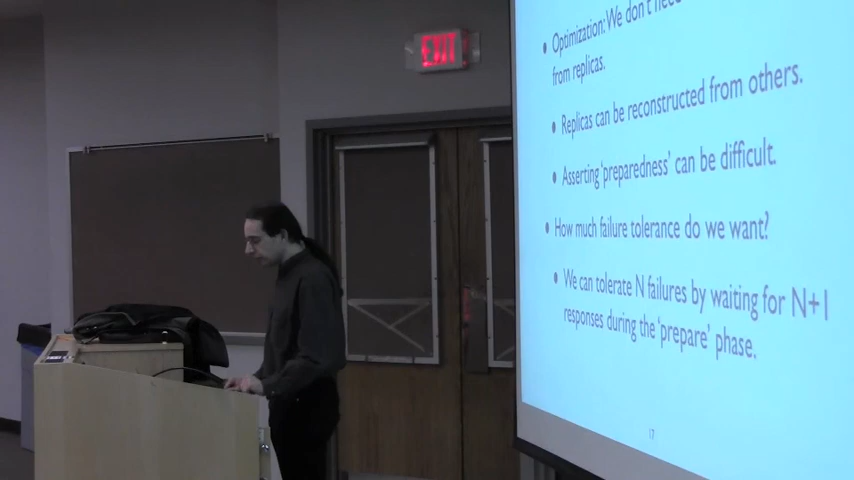 EXIT
• Optimization: We don't need
from replicas.
• Replicas can be reconstructed from others.
• Asserting 'preparedness' can be difficult.
• How much failure tolerance do we want?
• We can tolerate N failures by waiting for N+1
responses during the 'prepare' phase.
17